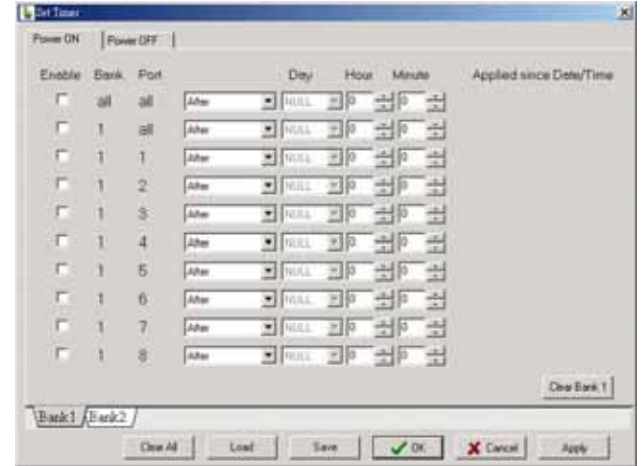 Set Timer
Power ON Power OFF
Enable Bank Port Day Hour Minute Applied since Date/Time
all all After NULL 0 0
1 all After NULL 0 0
1 1 After NULL 0 0
1 2 After NULL 0 0
1 3 After NULL 0 0
1 4 After NULL 0 0
1 5 After NULL 0 0
1 6 After NULL 0 0
1 7 After NULL 0 0
1 8 After NULL 0 0
Clear Bank 1
Bank1 Bank2
Clear All Load Save OK Cancel Apply